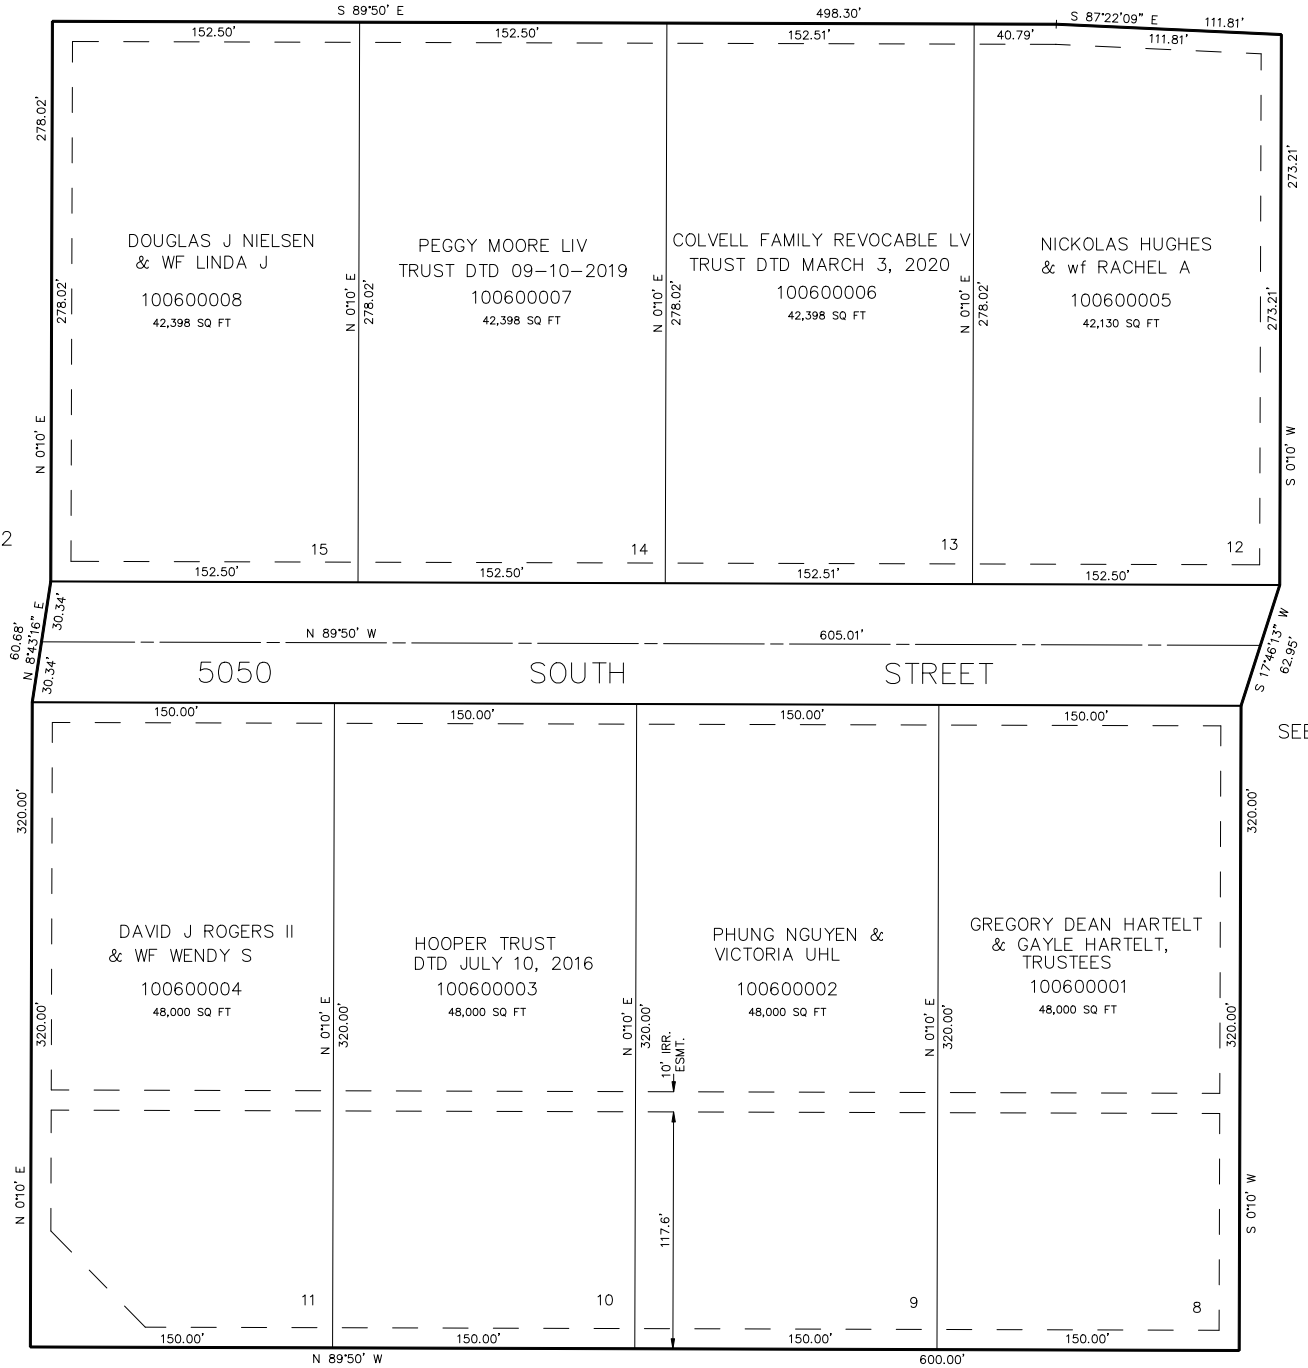 S 89°50' E
498.30'
S 87°22'09" E
111.81'
152.50'
152.50'
152.51'
40.79'
111.81'
278.02'
273.21'
DOUGLAS J NIELSEN
& WF LINDA J
100600008
42,398 SQ FT
PEGGY MOORE LIV
TRUST DTD 09-10-2019
100600007
42,398 SQ FT
COLVELL FAMILY REVOCABLE LV
TRUST DTD MARCH 3, 2020
100600006
42,398 SQ FT
NICKOLAS HUGHES
& wf RACHEL A
100600005
42,130 SQ FT
278.02'
N 0°10' E
278.02'
N 0°10' E
278.02'
N 0°10' E
278.02'
273.21'
N 0°10' E
S 0°10' W
2
15
14
13
12
152.50'
152.50'
152.51'
152.50'
60.68'
N 8°43'16" E
30.34'
30.34'
N 89°50' W
605.01'
S 17°46'13" W
62.95'
5050 SOUTH STREET
150.00'
150.00'
150.00'
150.00'
SEE
320.00'
320.00'
DAVID J ROGERS II
& WF WENDY S
100600004
48,000 SQ FT
HOOPER TRUST
DTD JULY 10, 2016
100600003
48,000 SQ FT
PHUNG NGUYEN &
VICTORIA UHL
100600002
48,000 SQ FT
GREGORY DEAN HARTELT
& GAYLE HARTELT,
TRUSTEES
100600001
48,000 SQ FT
320.00'
N 0°10' E
320.00'
N 0°10' E
320.00'
N 0°10' E
320.00'
320.00'
10' IRR.
ESMT.
N 0°10' E
117.6'
S 0°10' W
11
10
9
8
150.00'
150.00'
150.00'
150.00'
N 89°50' W
600.00'